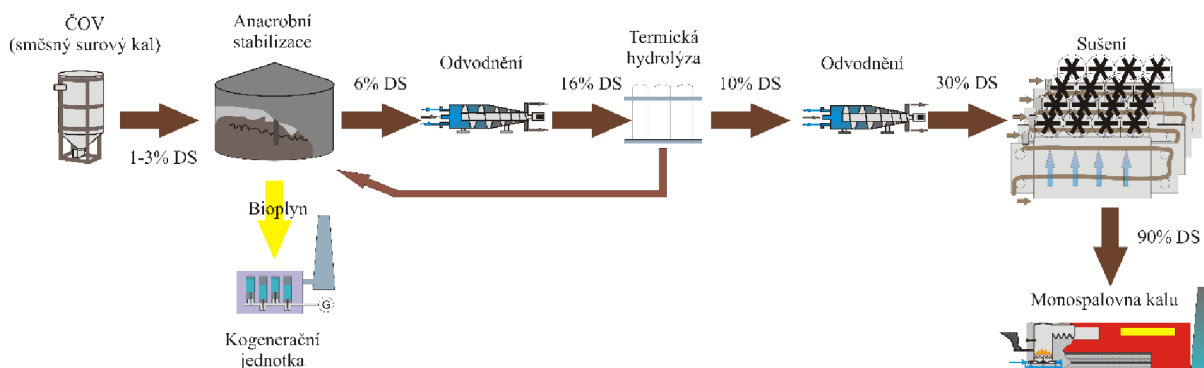 ČOV
(směsný surový kal)
1-3% DS
Anaerobní
stabilizace
6% DS
Odvodnění
16% DS
Termická
hydrolýza
10% DS
Odvodnění
30% DS
Sušení
90% DS
Monospalovna kalu
Bioplyn
G
Kogenerační
jednotka